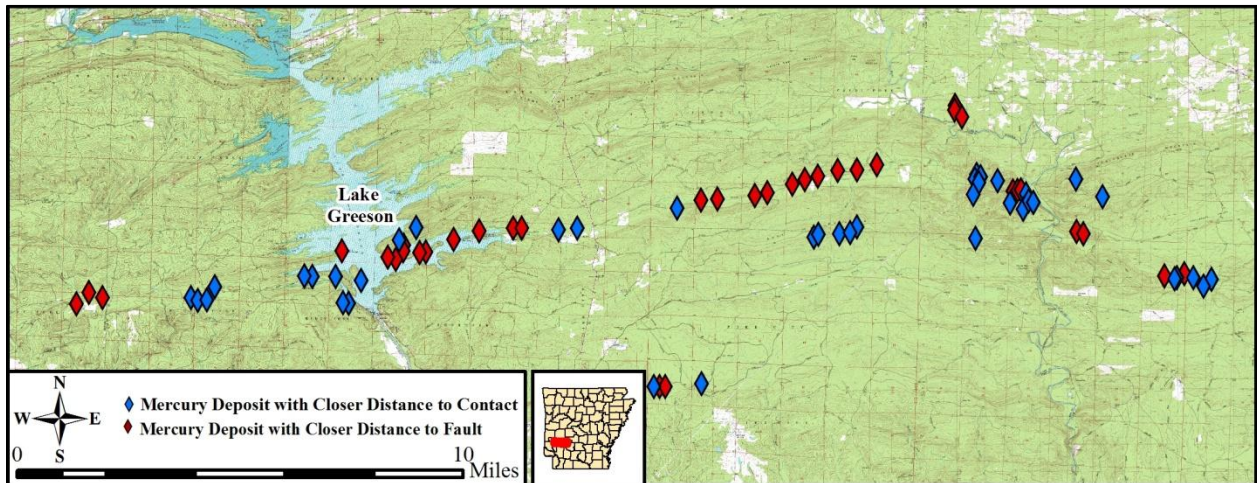 Lake
Greeson
N
W E
S
Mercury Deposit with Closer Distance to Contact
Mercury Deposit with Closer Distance to Fault
0 10
Miles